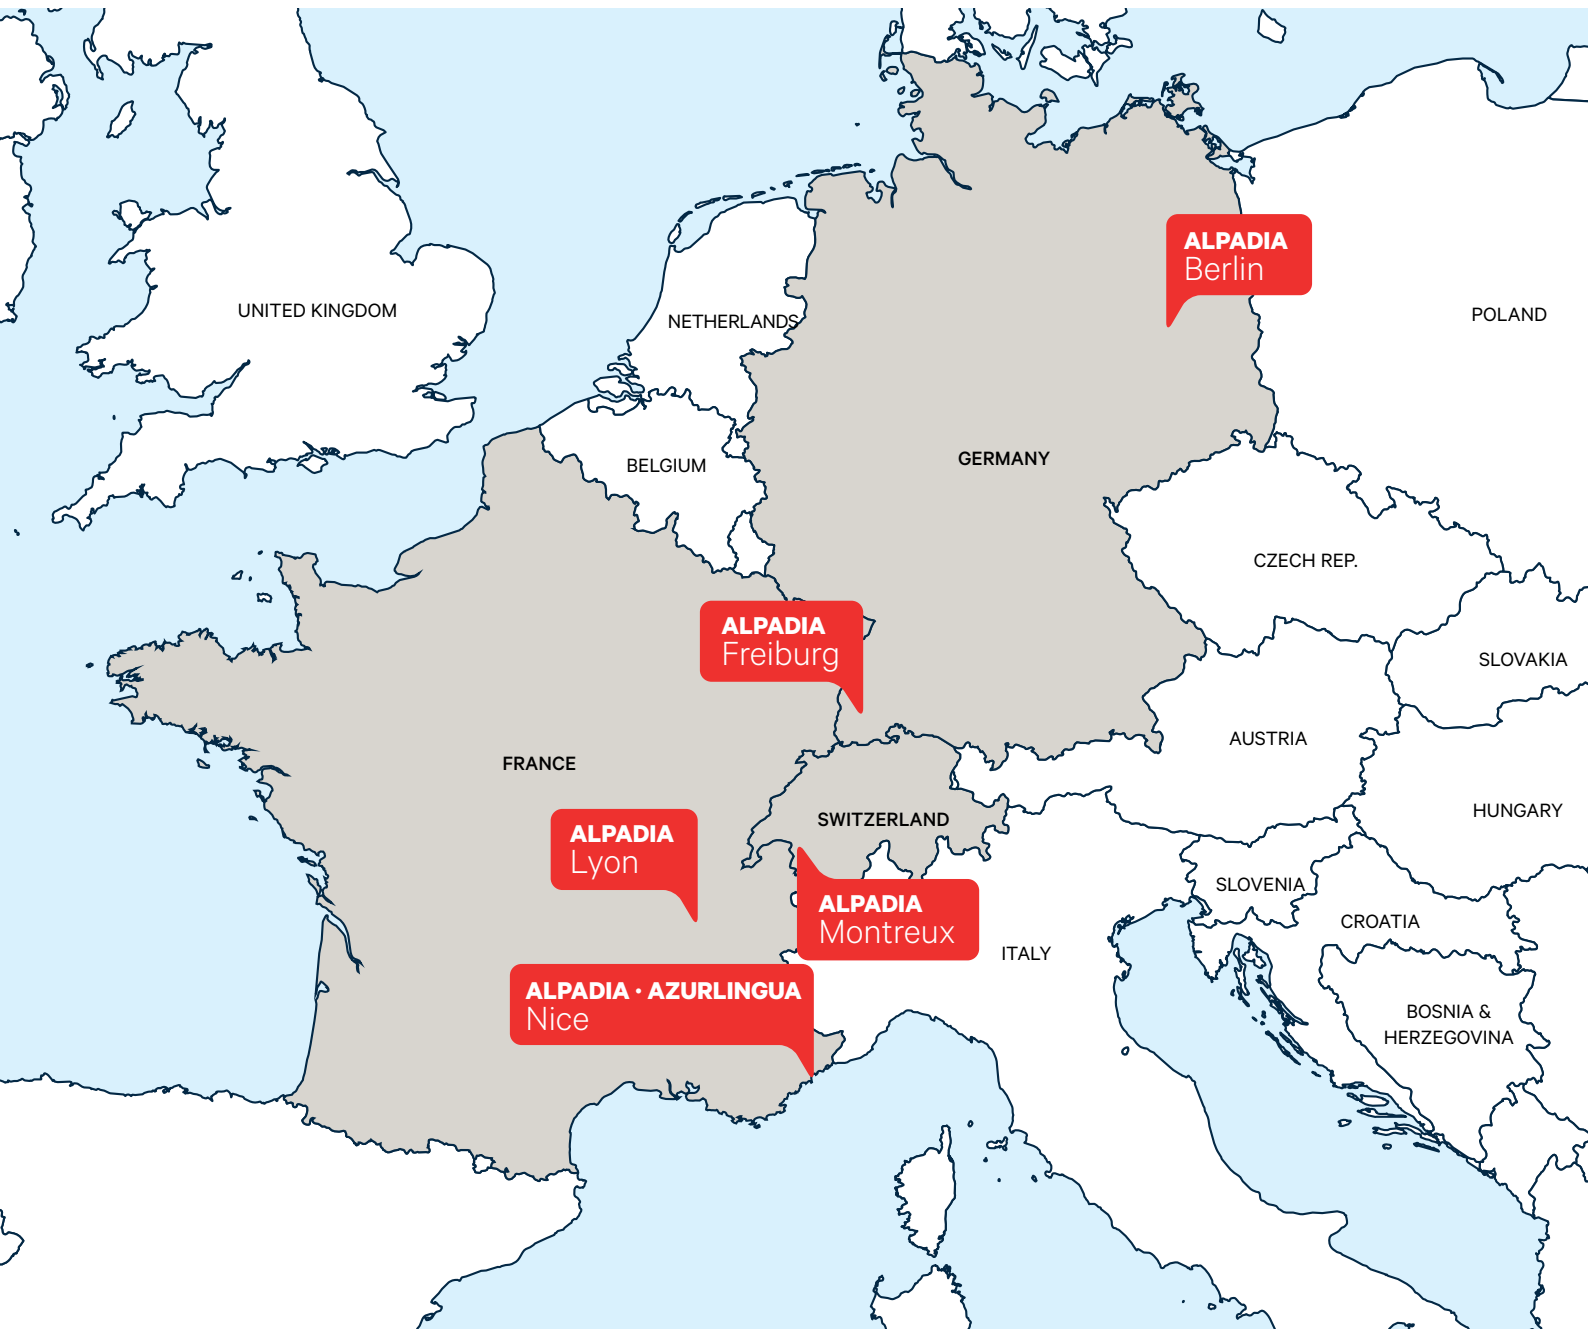 ALPADIA
Berlin
UNITED KINGDOM
NETHERLANDS
POLAND
BELGIUM
GERMANY
CZECH REP.
ALPADIA
Freiburg
SLOVAKIA
AUSTRIA
FRANCE
SWITZERLAND
HUNGARY
ALPADIA
Lyon
SLOVENIA
ALPADIA
Montreux
CROATIA
ITALY
ALPADIA · AZURLINGUA
Nice
BOSNIA &
HERZEGOVINA